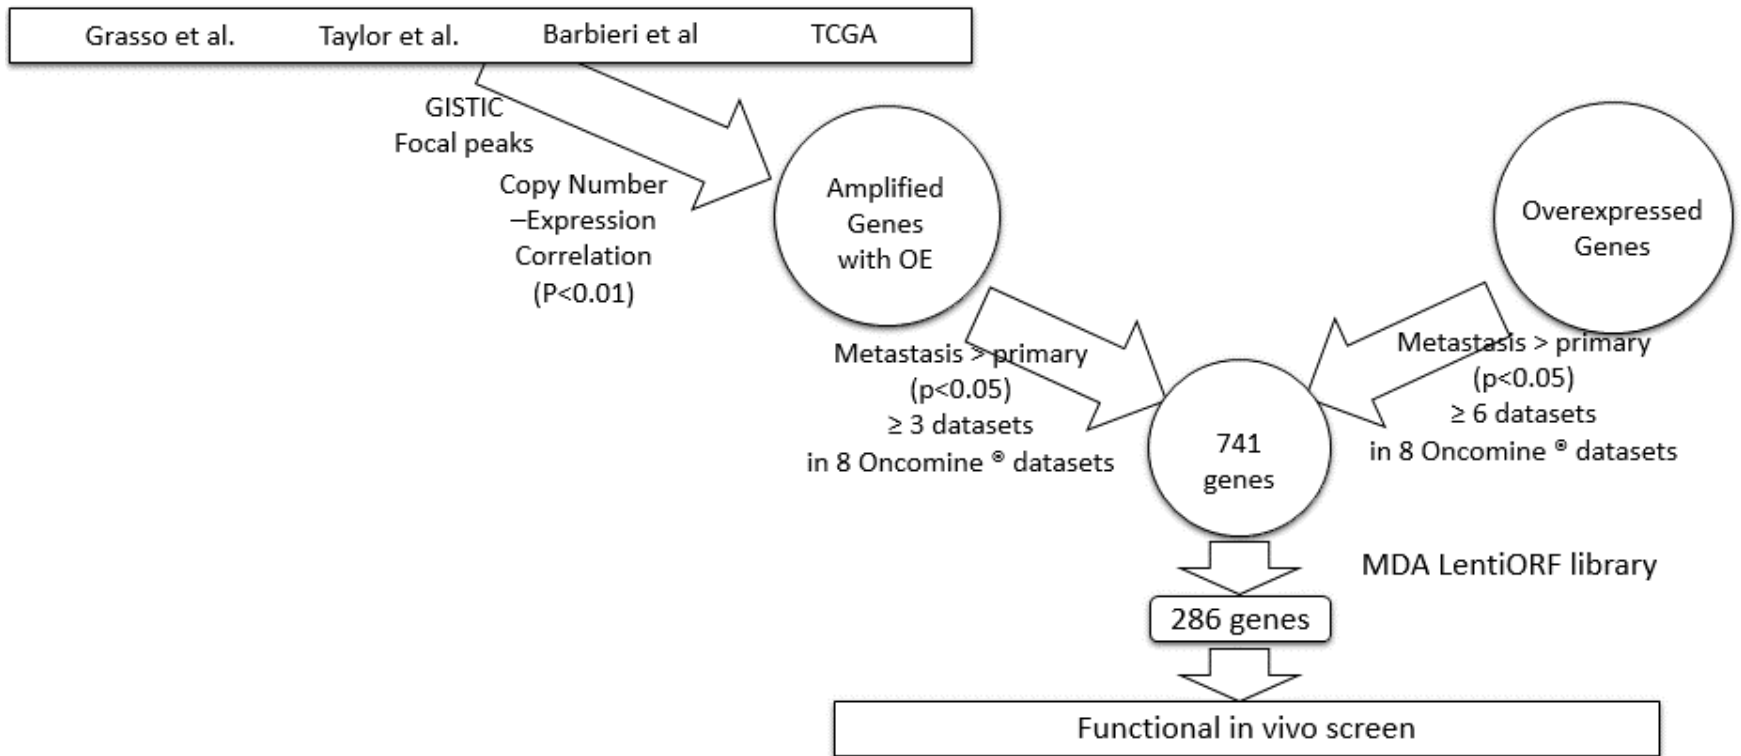 Grasso et al. Taylor et al. Barbieri et al TCGA
GISTIC
Focal peaks
Copy Number
–Expression
Correlation
(P<0.01)
Amplified
Genes
with OE
Overexpressed
Genes
Metastasis > primary
(p<0.05)
≥ 3 datasets
in 8 Oncomine ® datasets
Metastasis > primary
(p<0.05)
≥ 6 datasets
in 8 Oncomine ® datasets
741
genes
MDA LentiORF library
286 genes
Functional in vivo screen